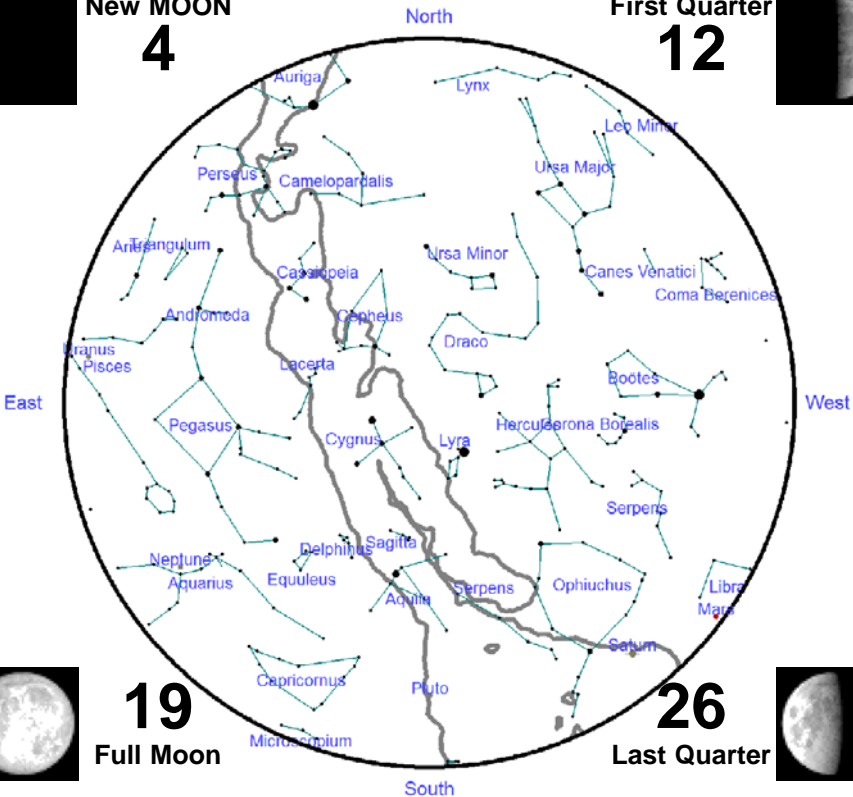 New MOON
4
North
First Quarter
12
Auriga
Lynx
Leo Minor
Ursa Major
Perseus
Camelopardalis
Aries
Triangulum
Ursa Minor
Cassiopeia
Canes Venatici
Coma Berenices
Andromeda
Cepheus
Draco
Uranus
Pisces
Lacerta
Boötes
East
West
Pegasus
Cygnus
Lyra
Hercules
Corona Borealis
Serpens
Delphinus
Sagitta
Neptune
Aquarius
Equuleus
Aquila
Serpens
Ophiuchus
Libra
Mars
Saturn
Capricornus
Pluto
Microscopium
19
Full Moon
26
Last Quarter
South